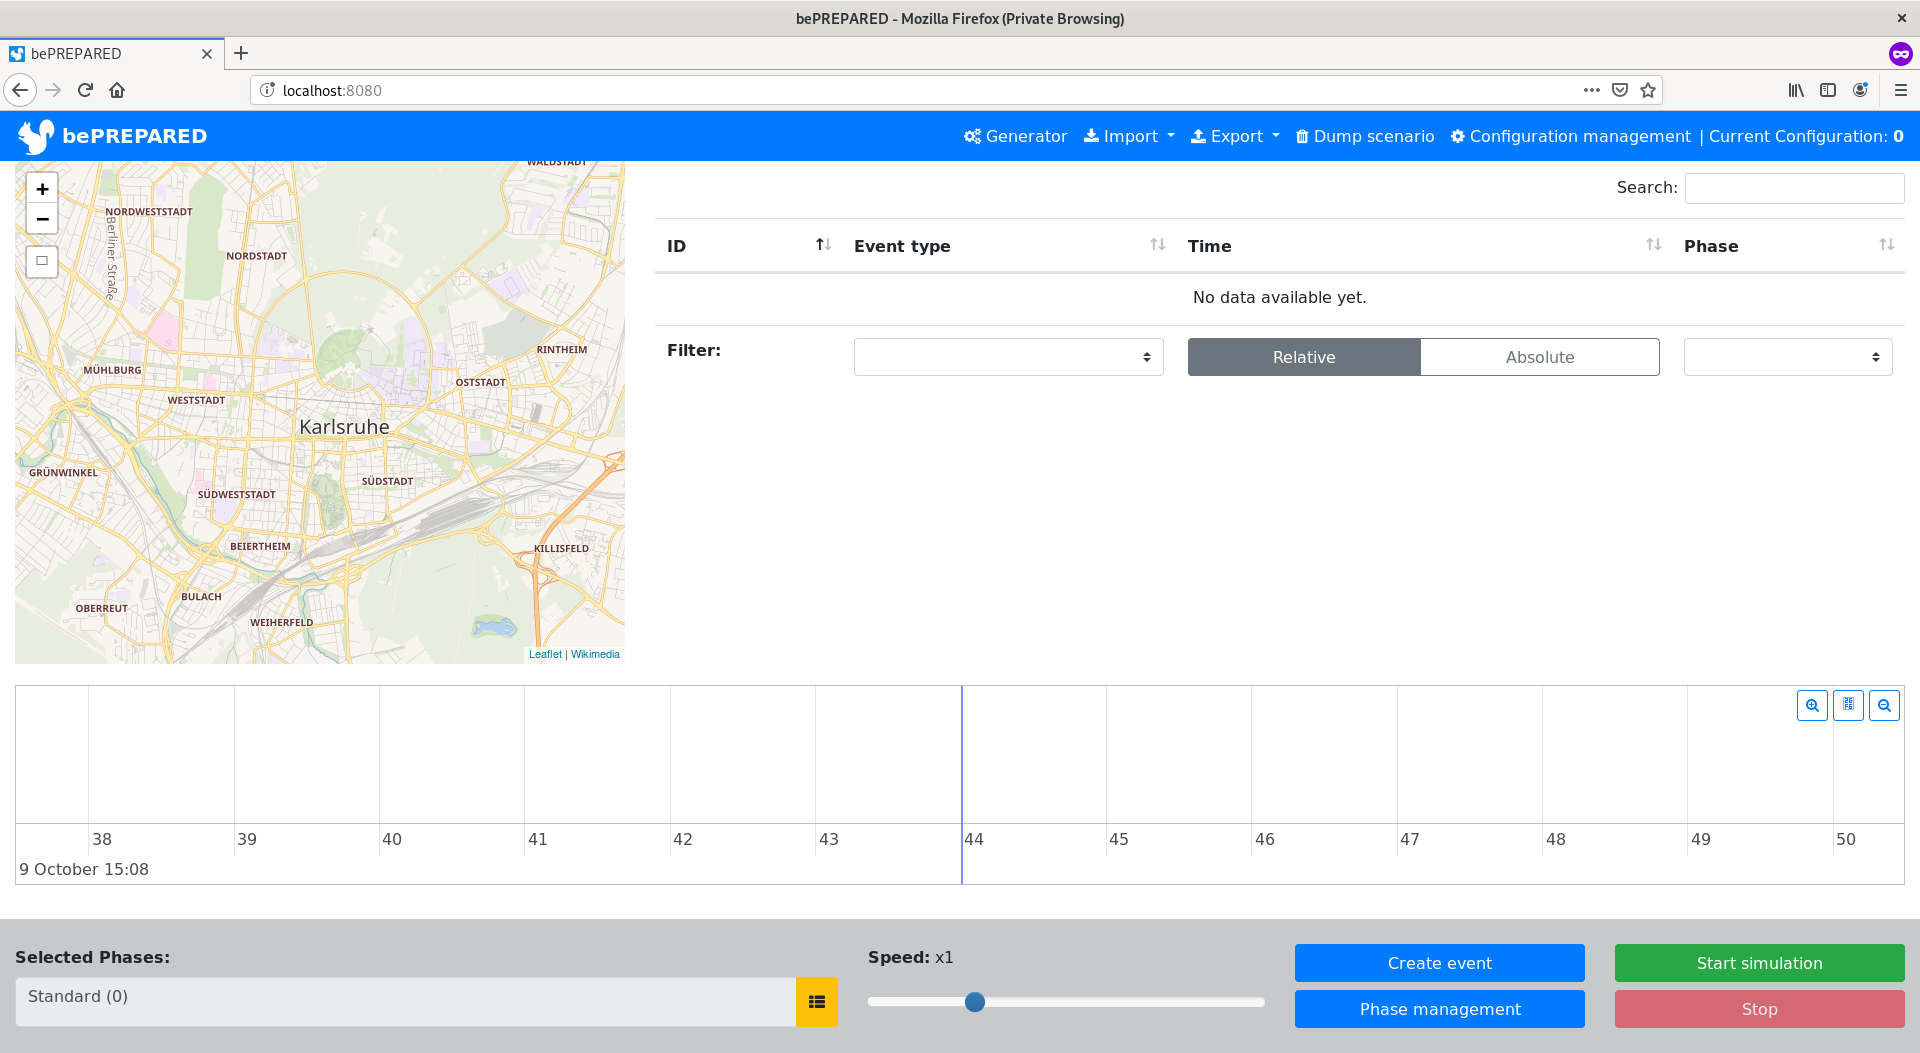 bePREPARED - Mozilla Firefox (Private Browsing)
bePREPARED
localhost:8080
bePREPARED
Generator Import Export Dump scenario Configuration management | Current Configuration: 0
+
−
WALDSTADT
NORDWESTSTADT
Berliner Straße
NORDSTADT
RINTHEIM
MÜHLBURG
OSTSTADT
WESTSTADT
Karlsruhe
GRÜNWINKEL
SÜDSTADT
SÜDWESTSTADT
BEIERTHEIM
KILLISFELD
BULACH
OBERREUT
WEIHERFELD
Leaflet | Wikimedia
Search:
ID Event type Time Phase
No data available yet.
Filter: Relative Absolute
38 39 40 41 42 43 44 45 46 47 48 49 50
9 October 15:08
Selected Phases:
Standard (0)
Speed: x1
Create event Start simulation
Phase management Stop